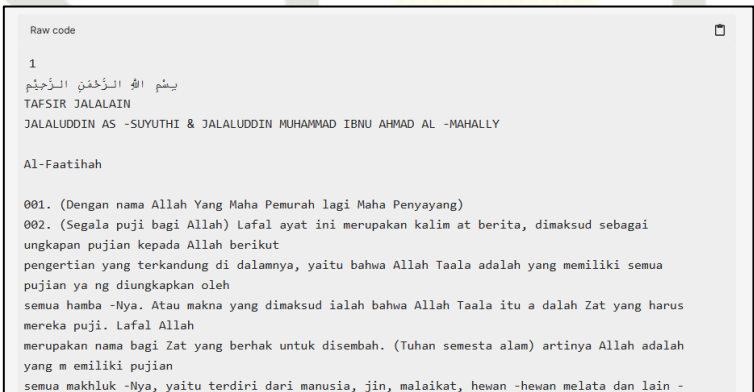 Raw code
1
بِسْمِ اللهِ الرَّحْمَنِ الرَّحِيْمِ
TAFSIR JALALAIN
JALALUDDIN AS -SUYUTHI & JALALUDDIN MUHAMMAD IBNU AHMAD AL -MAHALLY
Al-Faatihah
001. (Dengan nama Allah Yang Maha Pemurah lagi Maha Penyayang)
002. (Segala puji bagi Allah) Lafal ayat ini merupakan kalim at berita, dimaksud sebagai
ungkapan pujian kepada Allah berikut
pengertian yang terkandung di dalamnya, yaitu bahwa Allah Taala adalah yang memiliki semua
pujian ya ng diungkapkan oleh
semua hamba -Nya. Atau makna yang dimaksud ialah bahwa Allah Taala itu a dalah Zat yang harus
mereka puji. Lafal Allah
merupakan nama bagi Zat yang berhak untuk disembah. (Tuhan semesta alam) artinya Allah adalah
yang m emiliki pujian
semua makhluk -Nya, yaitu terdiri dari manusia, jin, malaikat, hewan -hewan melata dan lain -